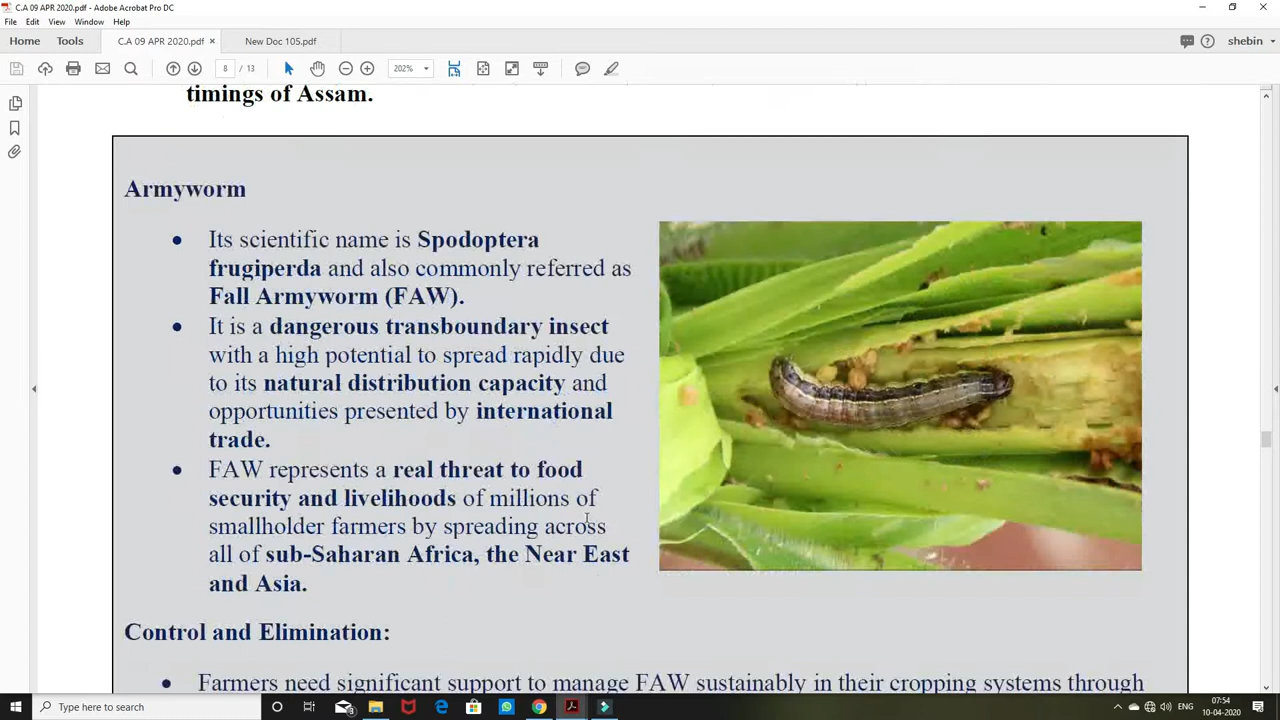 C.A 09 APR 2020.pdf - Adobe Acrobat Pro DC
File Edit View Window Help
Home Tools C.A 09 APR 2020.pdf × New Doc 105.pdf shebin
8 / 13 202%
timings of Assam.
Armyworm
• Its scientific name is Spodoptera
frugiperda and also commonly referred as
Fall Armyworm (FAW).
• It is a dangerous transboundary insect
with a high potential to spread rapidly due
to its natural distribution capacity and
opportunities presented by international
trade.
• FAW represents a real threat to food
security and livelihoods of millions of
smallholder farmers by spreading across
all of sub-Saharan Africa, the Near East
and Asia.
Control and Elimination:
• Farmers need significant support to manage FAW sustainably in their cropping systems through
Type here to search
07:54
ENG
10-04-2020